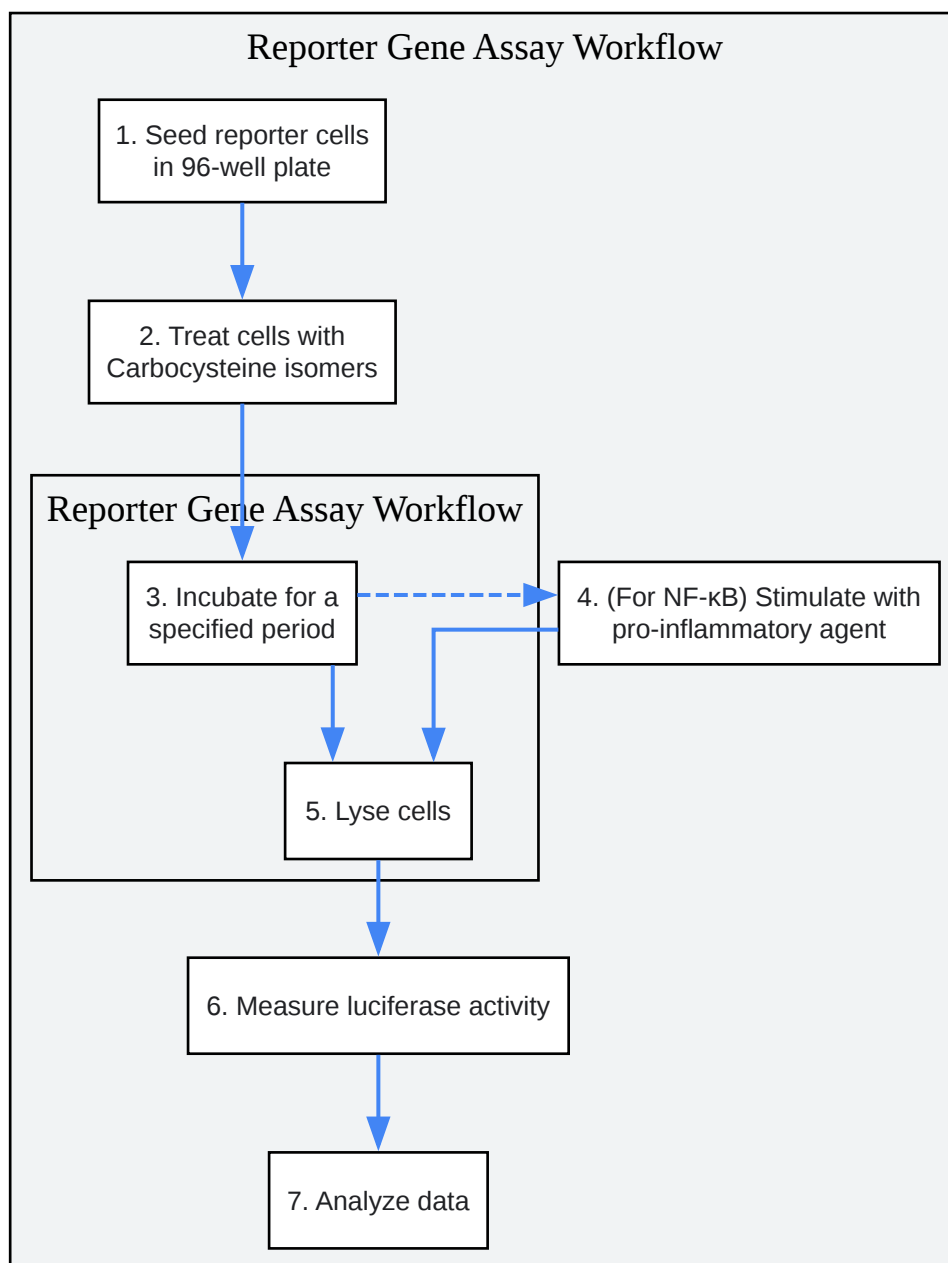 Reporter Gene Assay Workflow
1. Seed reporter cells
in 96-well plate
2. Treat cells with
Carbocysteine isomers
Reporter Gene Assay Workflow
3. Incubate for a
specified period
4. (For NF-κB) Stimulate with
pro-inflammatory agent
5. Lyse cells
6. Measure luciferase activity
7. Analyze data